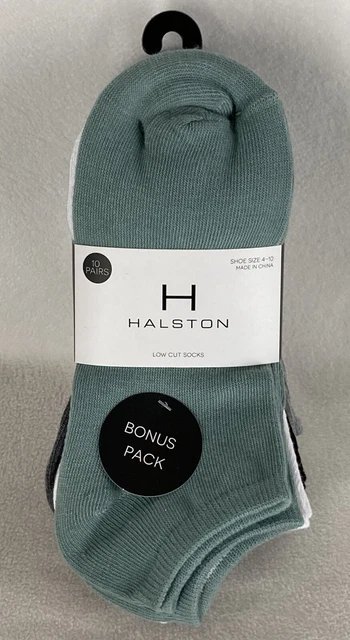 10
PAIRS
SHOE SIZE 4-10
MADE IN CHINA
H
HALSTON
LOW CUT SOCKS
BONUS
PACK